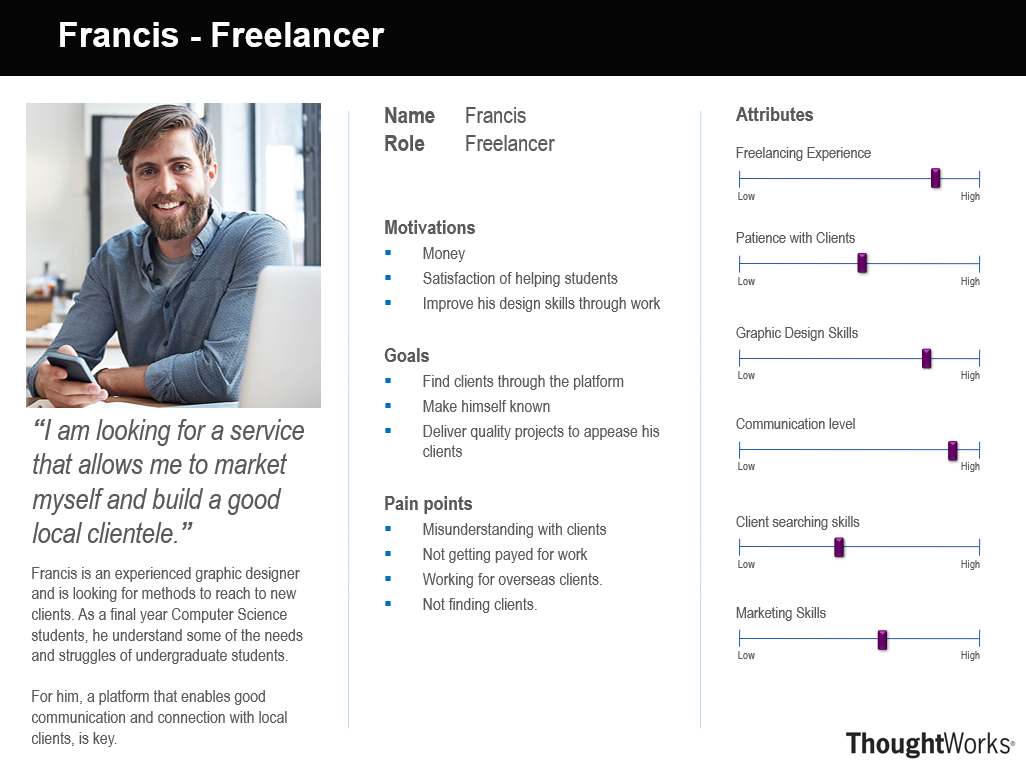 Francis - Freelancer
“I am looking for a service
that allows me to market
myself and build a good
local clientele.”
Francis is an experienced graphic designer
and is looking for methods to reach to new
clients. As a final year Computer Science
students, he understand some of the needs
and struggles of undergraduate students.
For him, a platform that enables good
communication and connection with local
clients, is key.
Name Francis
Role Freelancer
Motivations
▪ Money
▪ Satisfaction of helping students
▪ Improve his design skills through work
Goals
▪ Find clients through the platform
▪ Make himself known
▪ Deliver quality projects to appease his
clients
Pain points
▪ Misunderstanding with clients
▪ Not getting payed for work
▪ Working for overseas clients.
▪ Not finding clients.
Attributes
Freelancing Experience
Low High
Patience with Clients
Low High
Graphic Design Skills
Low High
Communication level
Low High
Client searching skills
Low High
Marketing Skills
Low High
ThoughtWorks®